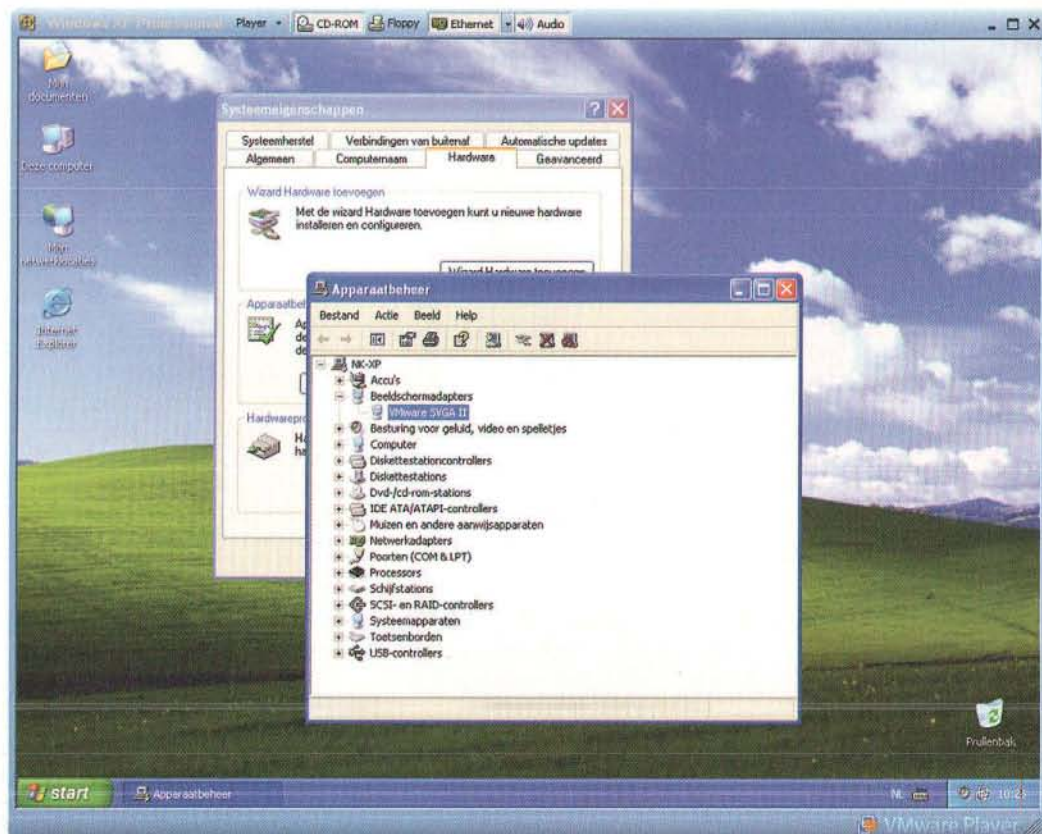 Windows XP Professional Player CD-ROM Floppy Ethernet Audio
Mijn
documenten
Deze computer
Mijn
netwerklocaties
Internet
Explorer
Systeemeigenschappen
Systeemherstel Verbindingen van buitenaf Automatische updates
Algemeen Computernaam Hardware Geavanceerd
Wizard Hardware toevoegen
Met de wizard Hardware toevoegen kunt u nieuwe hardware
installeren en configureren.
Wizard Hardware toevoegen
Apparaatbeheer
Bestand Actie Beeld Help
NK-XP
Accu's
Beeldschermadapters
VMware SVGA II
Besturing voor geluid, video en spelletjes
Computer
Diskettestationcontrollers
Diskettestations
Dvd-/cd-rom-stations
IDE ATA/ATAPI-controllers
Muizen en andere aanwijsapparaten
Netwerkadapters
Poorten (COM & LPT)
Processors
Schijfstations
SCSI- en RAID-controllers
Systeemapparaten
Toetsenborden
USB-controllers
Prullenbak
start Apparaatbeheer NL 10:23
VMware Player